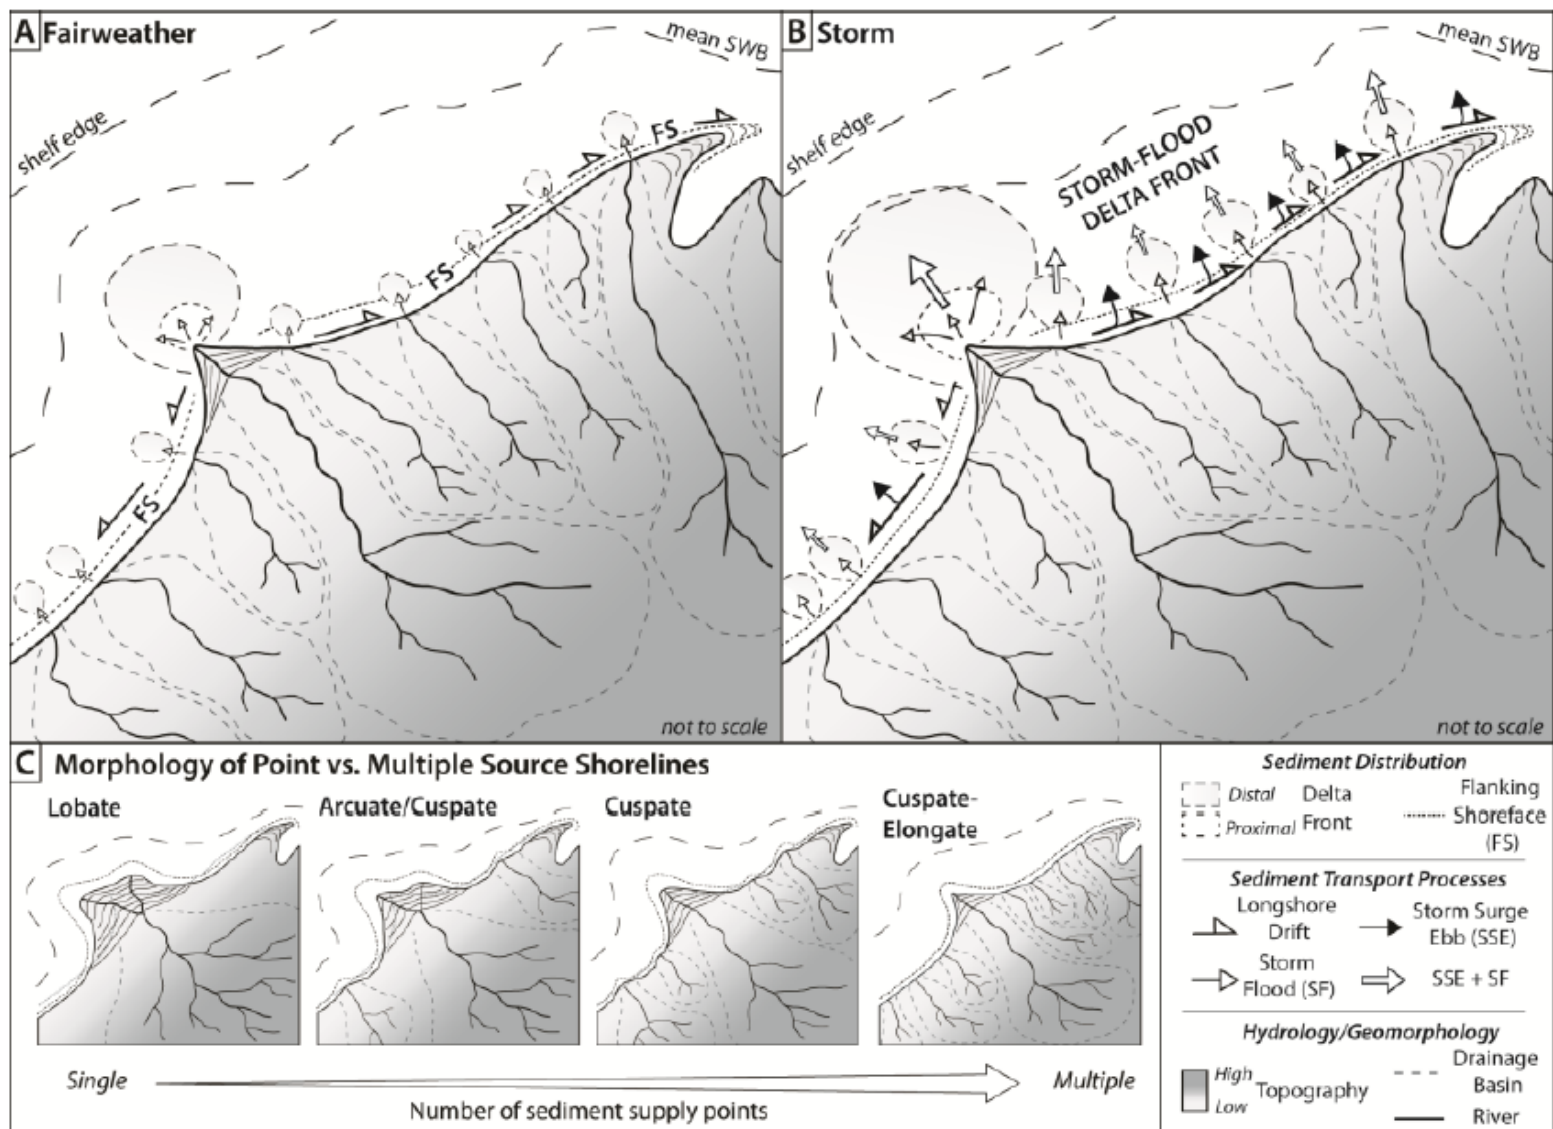 A Fairweather
mean SWB
shelf edge
FS
FS
FS
not to scale
B Storm
mean SWB
shelf edge
STORM-FLOOD
DELTA FRONT
not to scale
C Morphology of Point vs. Multiple Source Shorelines
Lobate
Arcuate/Cuspate
Cuspate
Cuspate-
Elongate
Single
Multiple
Number of sediment supply points
Sediment Distribution
Distal
Proximal
Delta
Front
Flanking
Shoreface
(FS)
Sediment Transport Processes
Longshore
Drift
Storm Surge
Ebb (SSE)
Storm
Flood (SF)
SSE + SF
Hydrology/Geomorphology
High
Low
Topography
Drainage
Basin
River